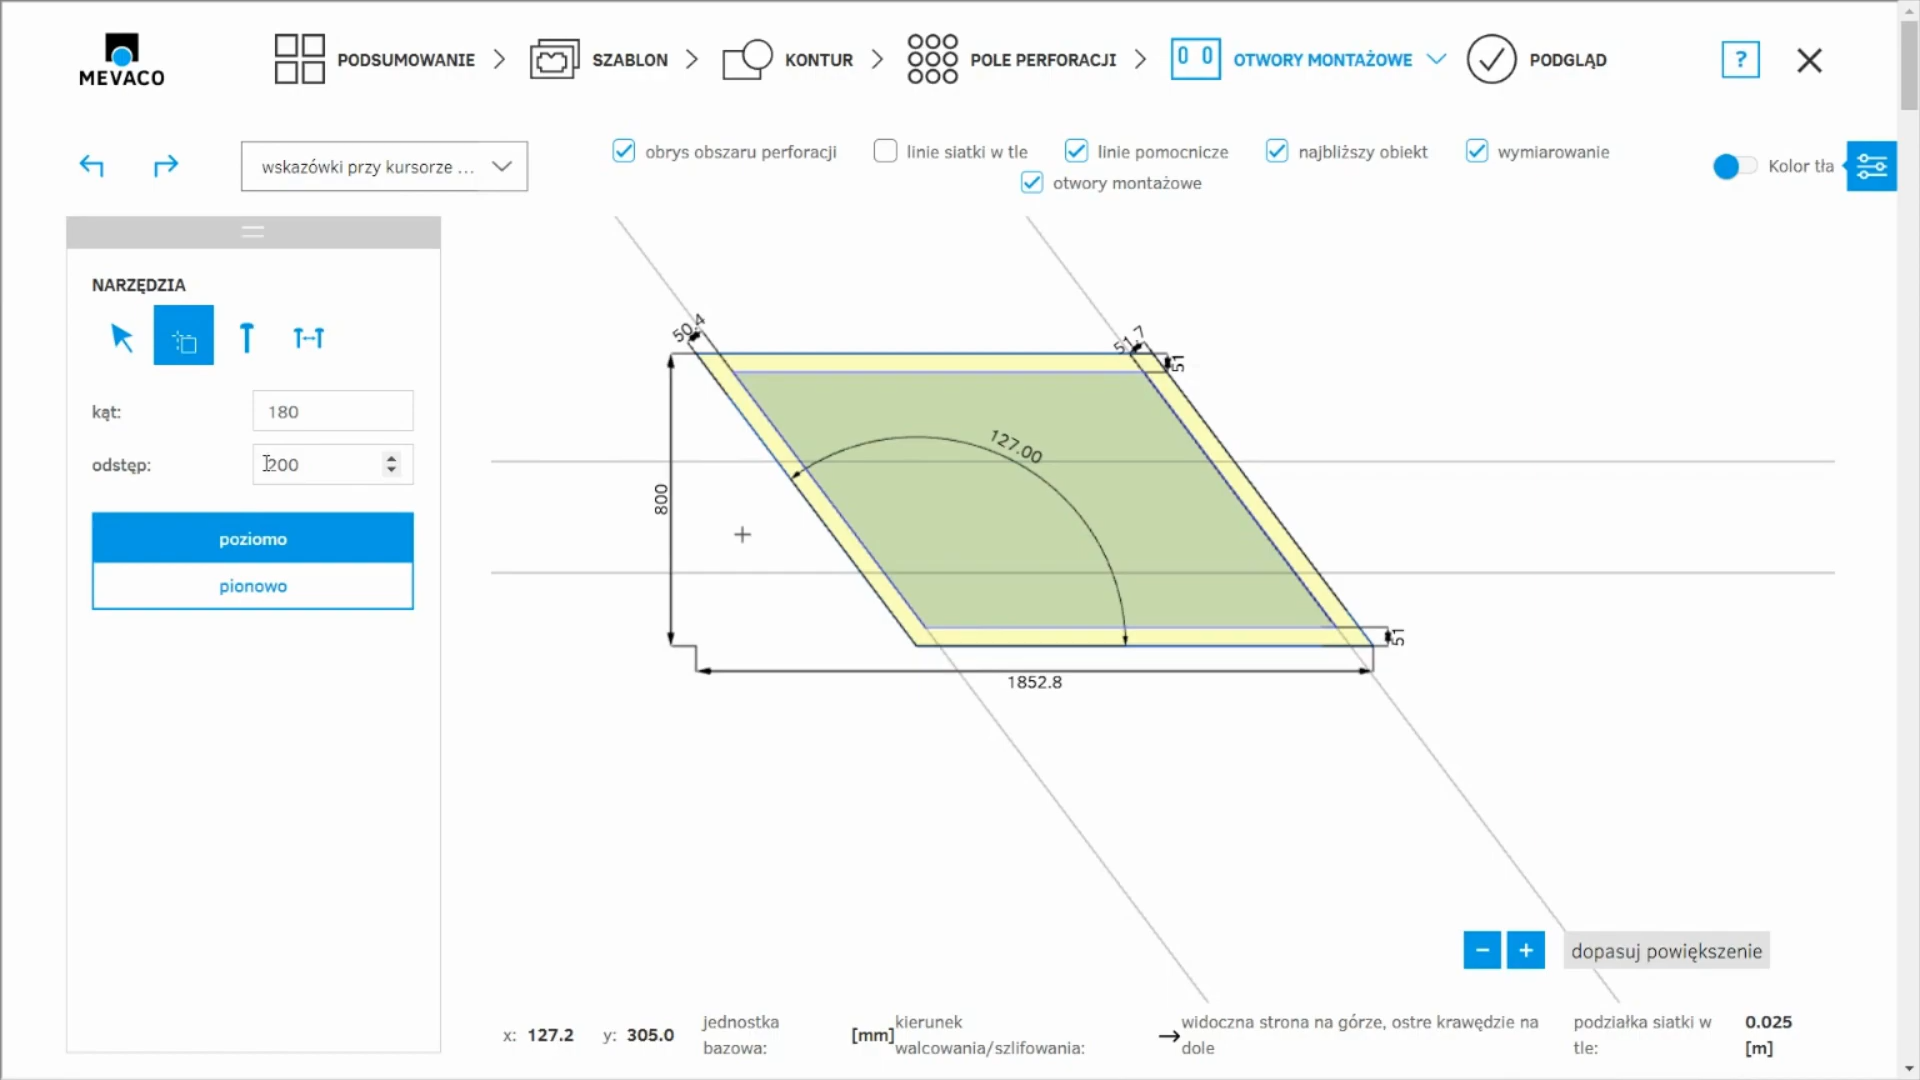 MEVACO
PODSUMOWANIE
SZABLON
KONTUR
POLE PERFORACJI
0 0
OTWORY MONTAŻOWE
PODGLĄD
?
wskazówki przy kursorze ...
obrys obszaru perforacji
linie siatki w tle
linie pomocnicze
najbliższy obiekt
wymiarowanie
otwory montażowe
Kolor tła
NARZĘDZIA
kąt:
180
odstęp:
200
poziomo
pionowo
50.4
51.7
51
127.00
800
51
1852.8
dopasuj powiększenie
x: 127.2
y: 305.0
jednostka
bazowa:
[mm]
kierunek
walcowania/szlifowania:
widoczna strona na górze, ostre krawędzie na
dole
podziałka siatki w
tle:
0.025
[m]